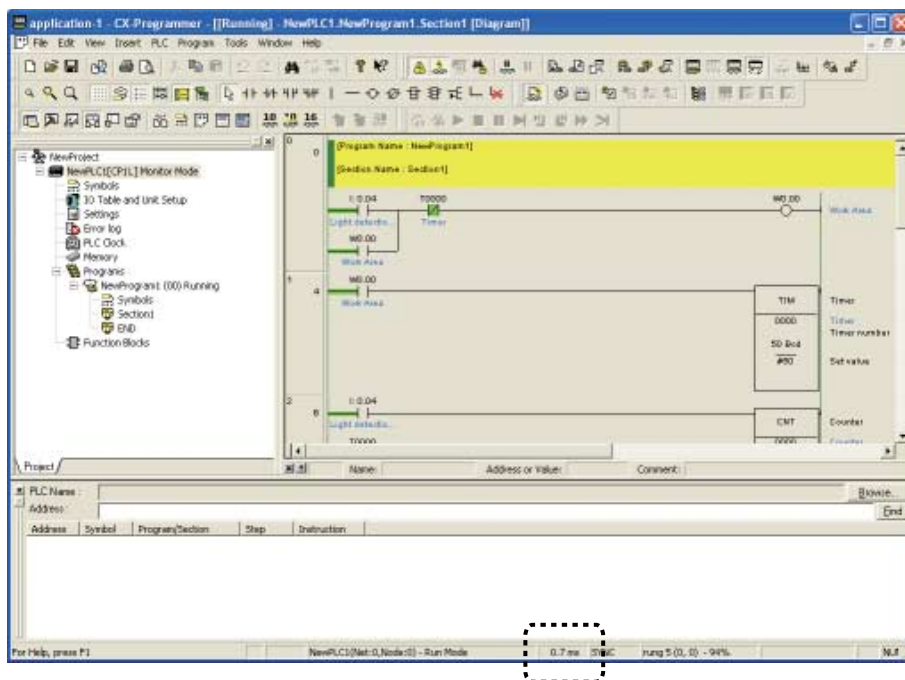 application-1 - CX-Programmer - [[Running] - NewPLC1.NewProgram1.Section1 [Diagram]]
File Edit View Insert PLC Program Tools Window Help
NewProject
NewPLC1[CP1L] Monitor Mode
Symbols
IO Table and Unit Setup
Settings
Error log
PLC Clock
Memory
Programs
NewProgram1 (00) Running
Symbols
Section1
END
Function Blocks
Project
0
0
[Program Name : NewProgram1]
[Section Name : Section1]
I: 0.04 T0000 W0.00
Light detectio... Timer Work Area
W0.00
Work Area
1
4
W0.00
Work Area
TIM Timer
0000 Timer
Timer number
50 Bcd
#50 Set value
2
6
I: 0.04
Light detectio...
CNT Counter
T0000
0000 Counter
Name: Address or Value: Comment:
PLC Name : Browse...
Address : Find
Address Symbol Program/Section Step Instruction
For Help, press F1 NewPLC1(Net:0,Node:0) - Run Mode 0.7 ms SYNC rung 5 (0, 0) - 94% NUM